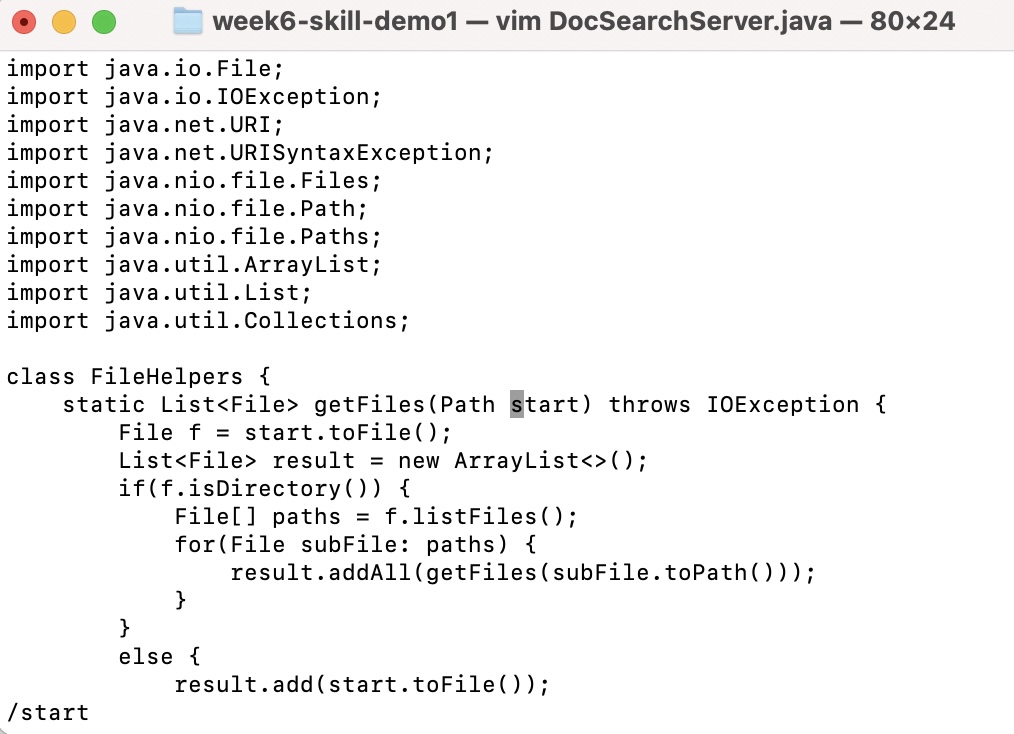 week6-skill-demo1 — vim DocSearchServer.java — 80×24
import java.io.File;
import java.io.IOException;
import java.net.URI;
import java.net.URISyntaxException;
import java.nio.file.Files;
import java.nio.file.Path;
import java.nio.file.Paths;
import java.util.ArrayList;
import java.util.List;
import java.util.Collections;

class FileHelpers {
    static List<File> getFiles(Path start) throws IOException {
        File f = start.toFile();
        List<File> result = new ArrayList<>();
        if(f.isDirectory()) {
            File[] paths = f.listFiles();
            for(File subFile: paths) {
                result.addAll(getFiles(subFile.toPath()));
            }
        }
        else {
            result.add(start.toFile());
/start